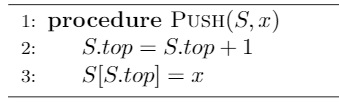 1: procedure PUSH(S, x)
2: S.top = S.top + 1
3: S[S.top] = x